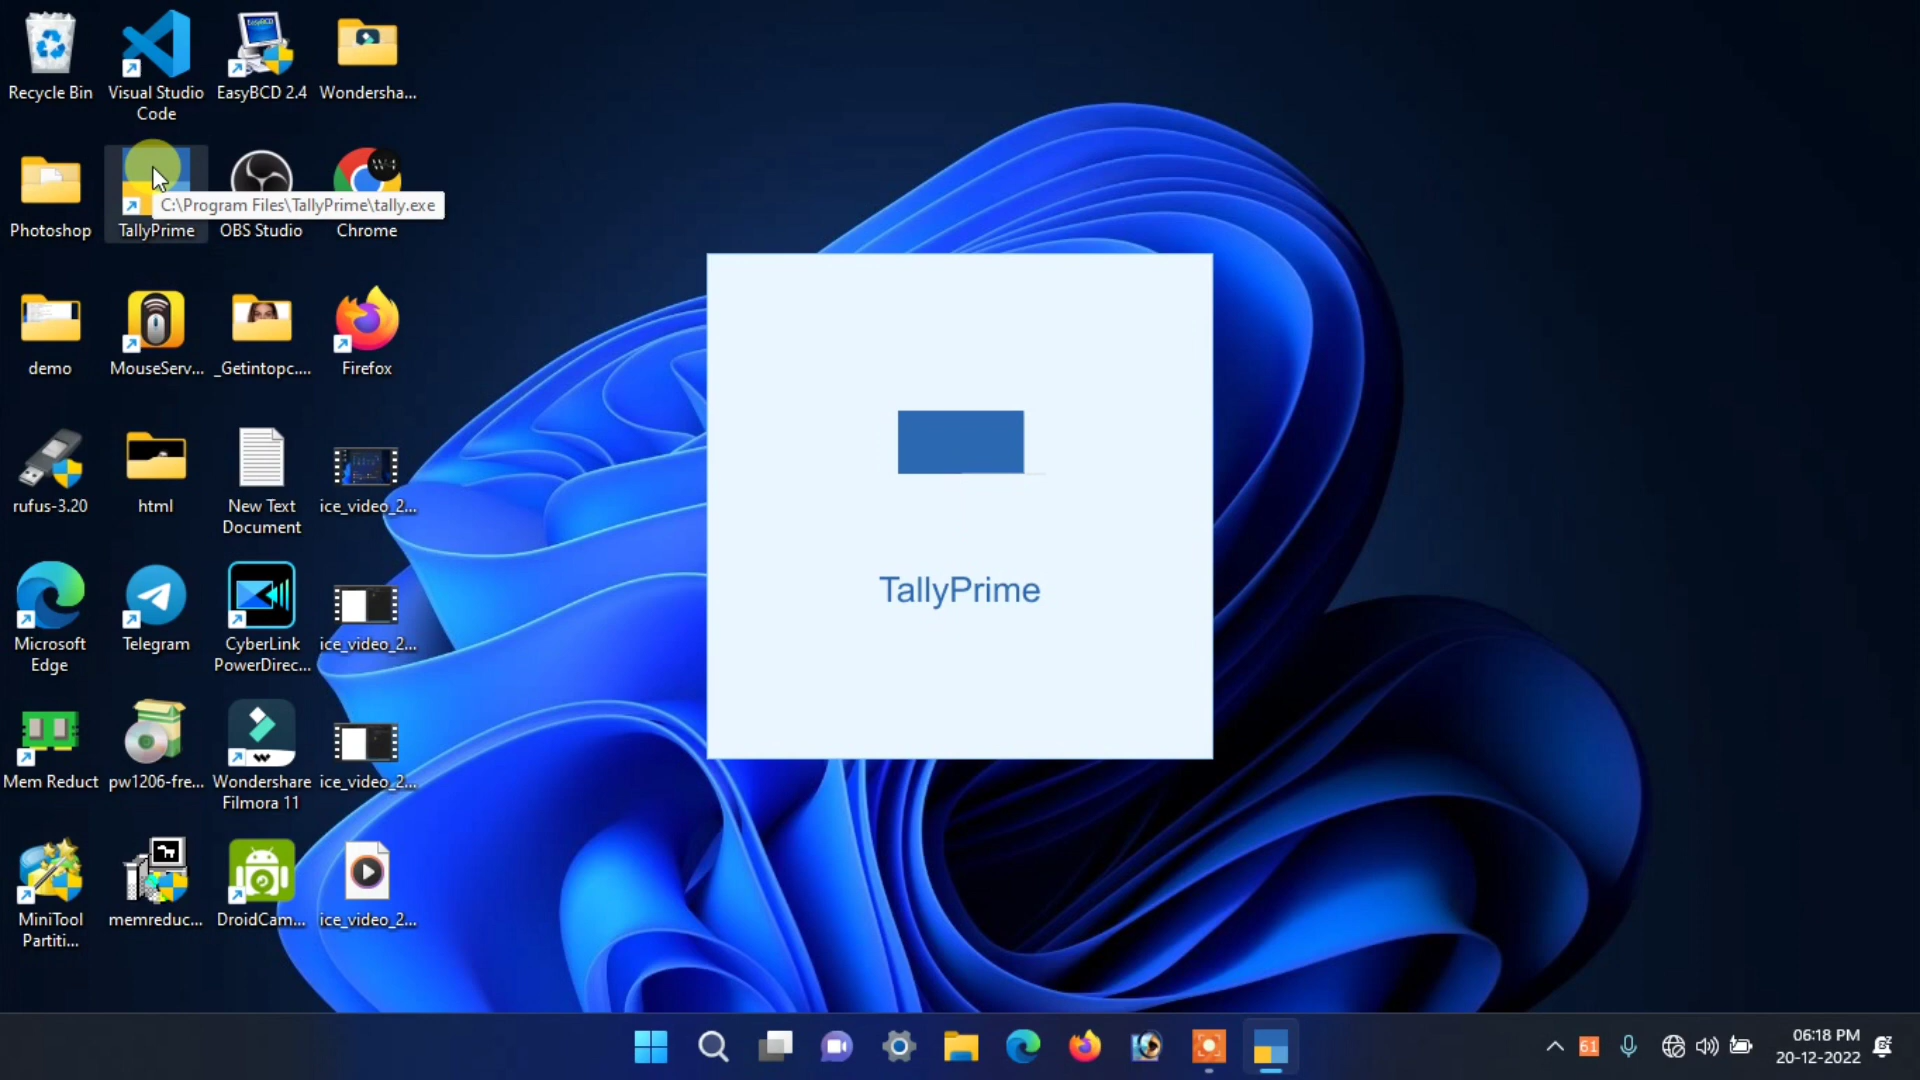 Recycle Bin
Visual Studio
Code
EasyBCD 2.4
Wondersha...
Photoshop
TallyPrime
C:\Program Files\TallyPrime\tally.exe
OBS Studio
Chrome
demo
MouseServ...
_Getintopc....
Firefox
rufus-3.20
html
New Text
Document
ice_video_2...
Microsoft
Edge
Telegram
CyberLink
PowerDirec...
ice_video_2...
Mem Reduct
pw1206-fre...
Wondershare
Filmora 11
ice_video_2...
MiniTool
Partiti...
memreduc...
DroidCam...
ice_video_2...
TallyPrime
61
06:18 PM
20-12-2022